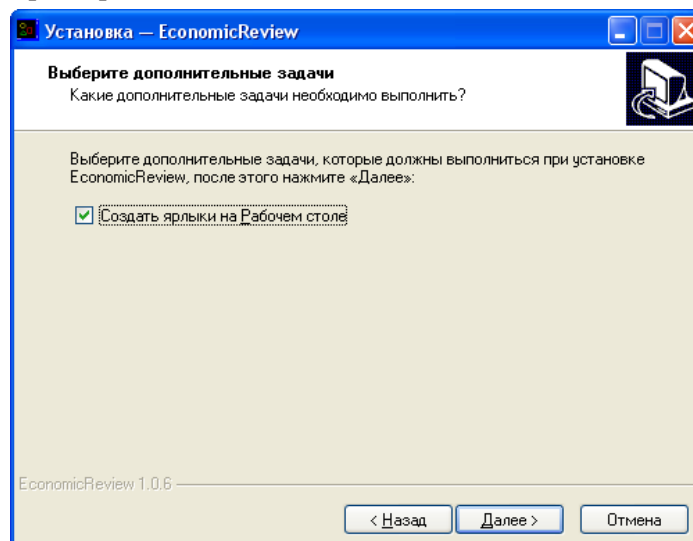 Установка — EconomicReview
Выберите дополнительные задачи
Какие дополнительные задачи необходимо выполнить?
Выберите дополнительные задачи, которые должны выполниться при установке
EconomicReview, после этого нажмите «Далее»:
Создать ярлыки на Рабочем столе
EconomicReview 1.0.6
< Назад
Далее >
Отмена